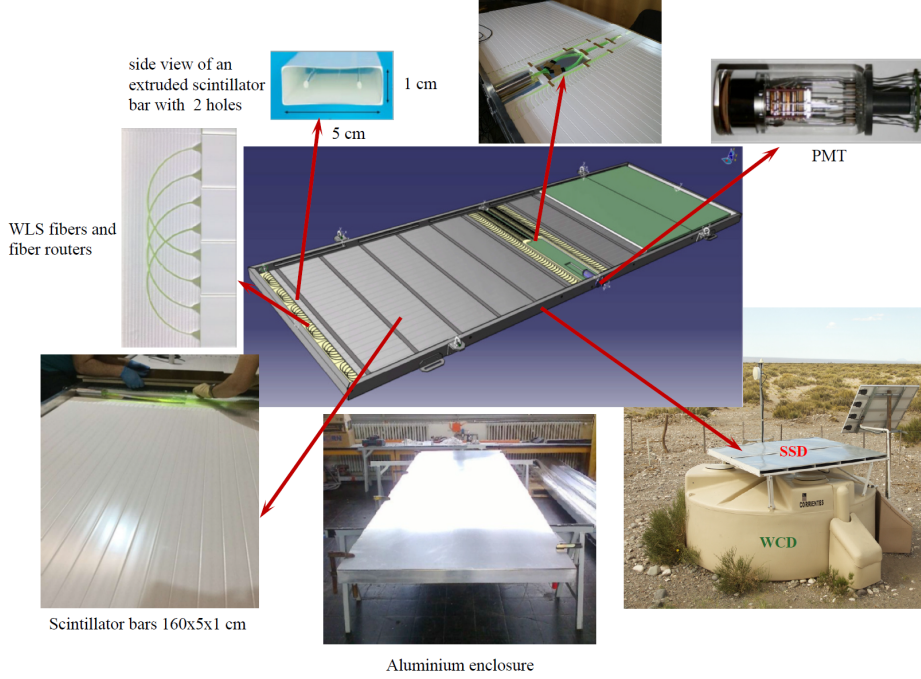 side view of an
extruded scintillator
bar with 2 holes
1 cm
5 cm
PMT
WLS fibers and
fiber routers
SSD
CORRIENTES
WCD
Scintillator bars 160x5x1 cm
Aluminium enclosure